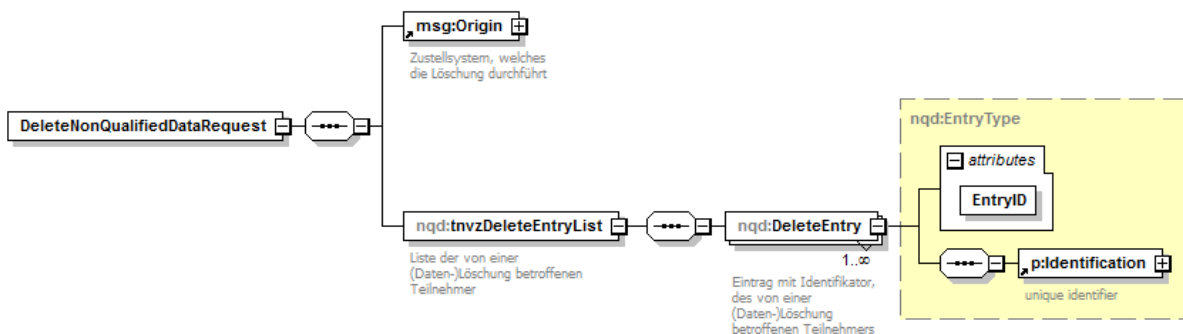 msg:Origin
Zustellsystem, welches
die Löschung durchführt
DeleteNonQualifiedDataRequest
nqd:EntryType
attributes
EntryID
nqd:tnvzDeleteEntryList
Liste der von einer
(Daten-)Löschung betroffenen
Teilnehmer
nqd:DeleteEntry
1..∞
Eintrag mit Identifikator,
des von einer
(Daten-)Löschung
betroffenen Teilnehmers
p:Identification
unique identifier